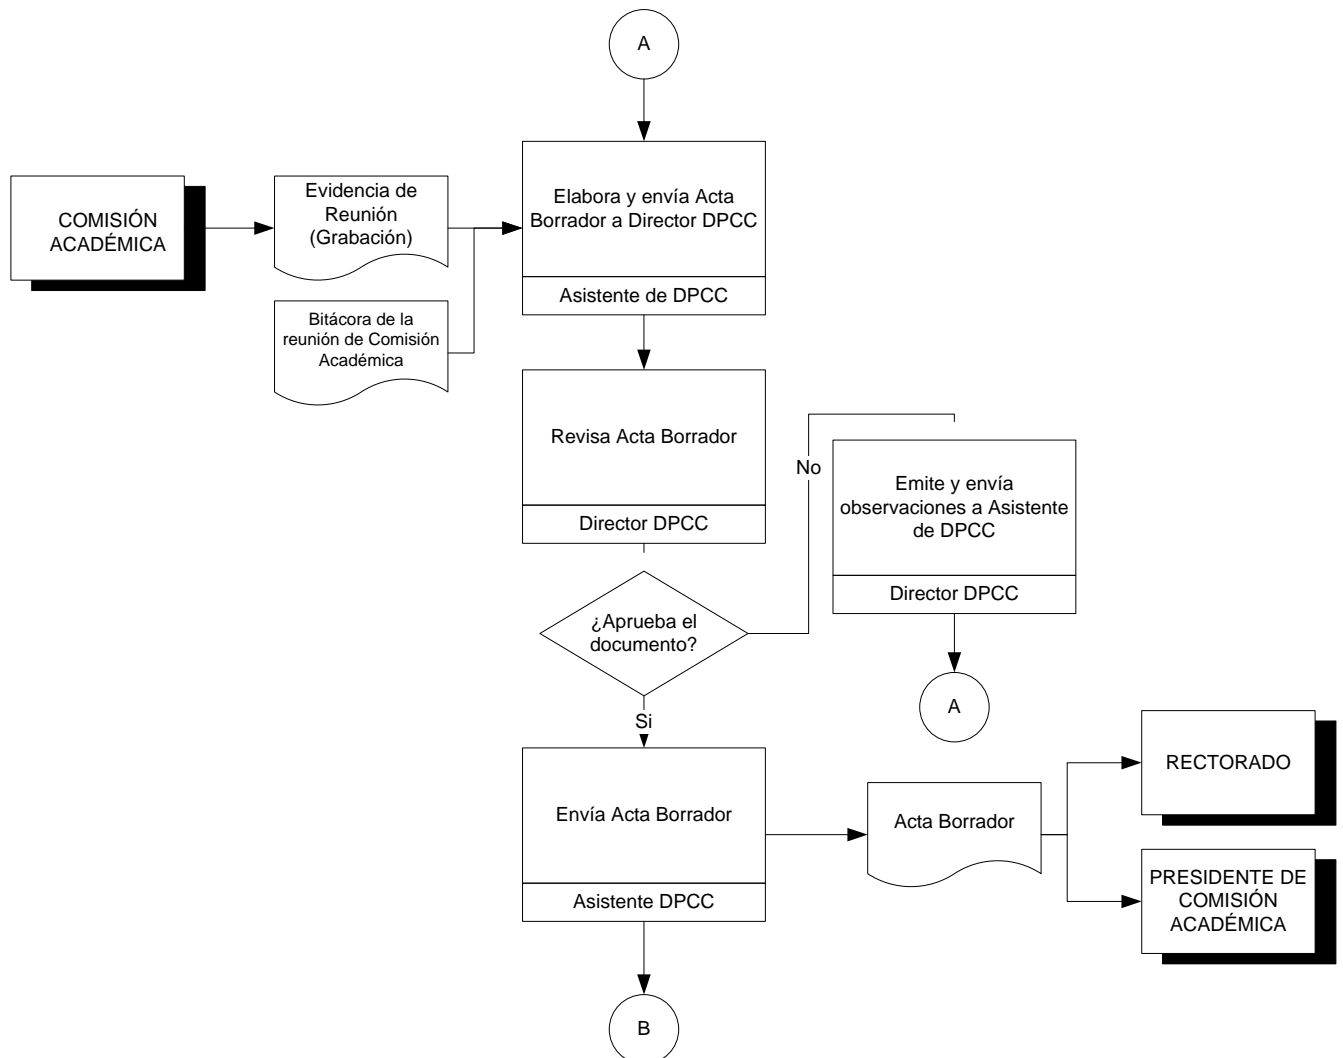 A
COMISIÓN
ACADÉMICA
Evidencia de
Reunión
(Grabación)
Elabora y envía Acta
Borrador a Director DPCC
Asistente de DPCC
Bitácora de la
reunión de Comisión
Académica
Revisa Acta Borrador
Director DPCC
No
Emite y envía
observaciones a Asistente
de DPCC
Director DPCC
¿Aprueba el
documento?
A
Si
Envía Acta Borrador
Asistente DPCC
Acta Borrador
RECTORADO
PRESIDENTE DE
COMISIÓN
ACADÉMICA
B